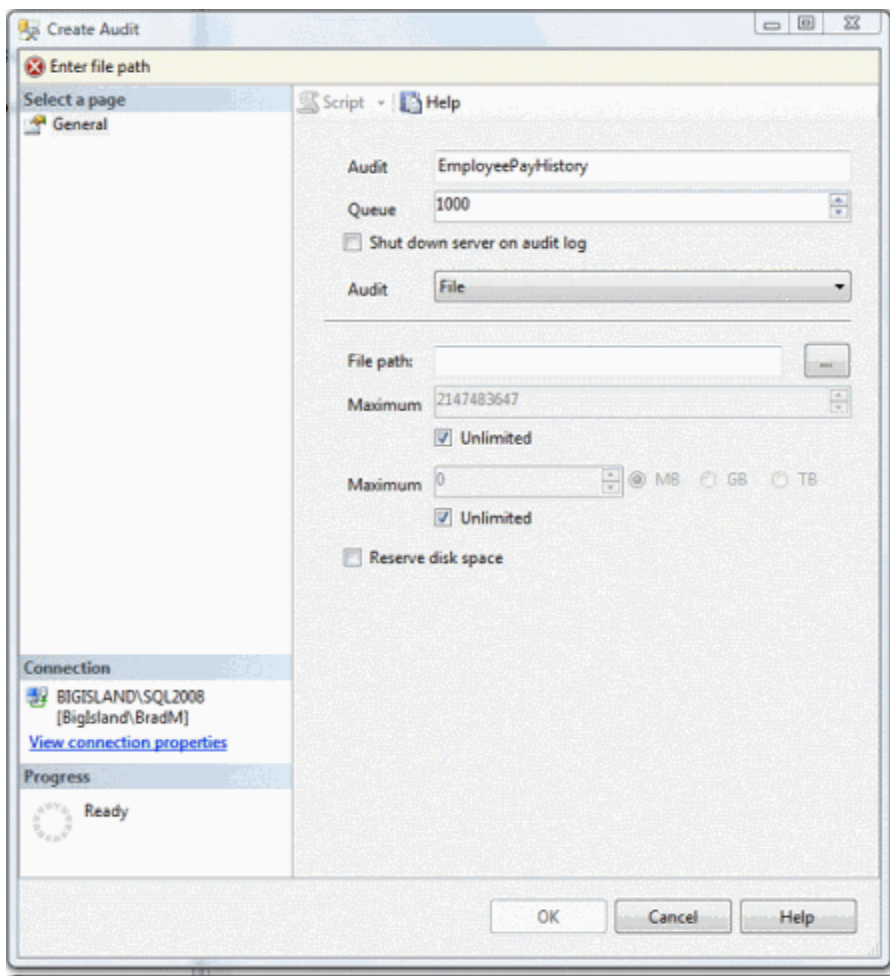 Create Audit
Enter file path
Select a page
General
Script Help
Audit EmployeePayHistory
Queue 1000
Shut down server on audit log
Audit File
File path: ...
Maximum 2147483647
Unlimited
Maximum 0 MB GB TB
Unlimited
Reserve disk space
Connection
BIGISLAND\SQL2008
[BigIsland\BradM]
View connection properties
Progress
Ready
OK Cancel Help